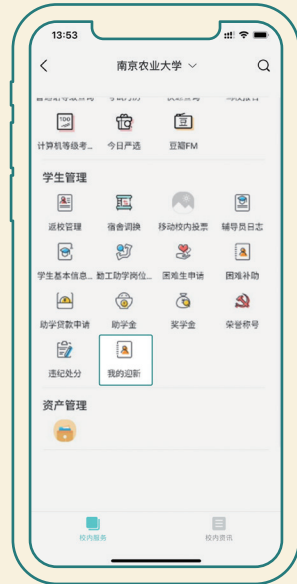 13:53
南京农业大学
计算机等级考... 今日严选 豆瓣FM
学生管理
返校管理 宿舍调换 移动校内投票 辅导员日志
学生基本信息... 勤工助学岗位... 困难生申请 困难补助
助学贷款申请 助学金 奖学金 荣誉称号
违纪处分 我的迎新
资产管理
校内服务 校内资讯